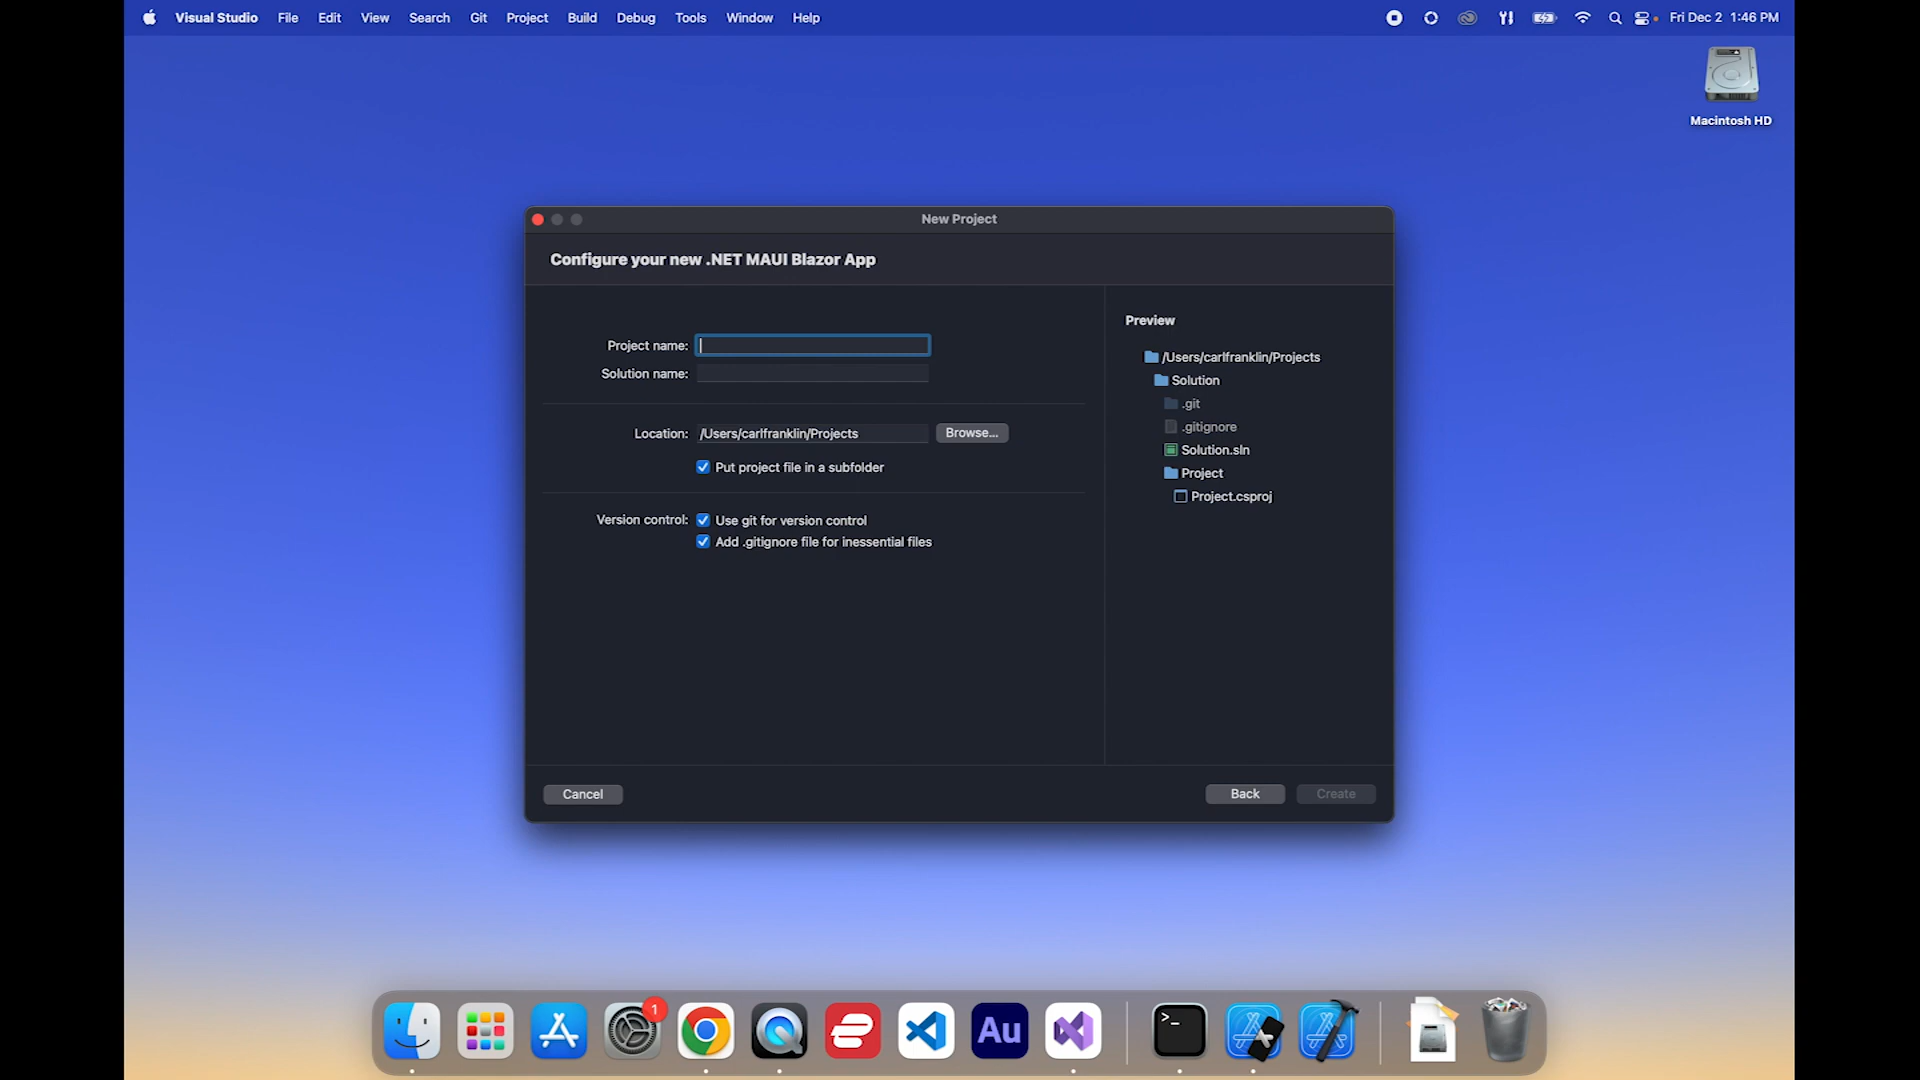 Visual Studio File Edit View Search Git Project Build Debug Tools Window Help Fri Dec 2 1:46 PM
Macintosh HD
New Project
Configure your new .NET MAUI Blazor App
Project name:
Solution name:
Location: /Users/carlfranklin/Projects Browse...
Put project file in a subfolder
Version control: Use git for version control
Add .gitignore file for inessential files
Preview
/Users/carlfranklin/Projects
Solution
.git
.gitignore
Solution.sln
Project
Project.csproj
Cancel Back Create
1
Au
>_